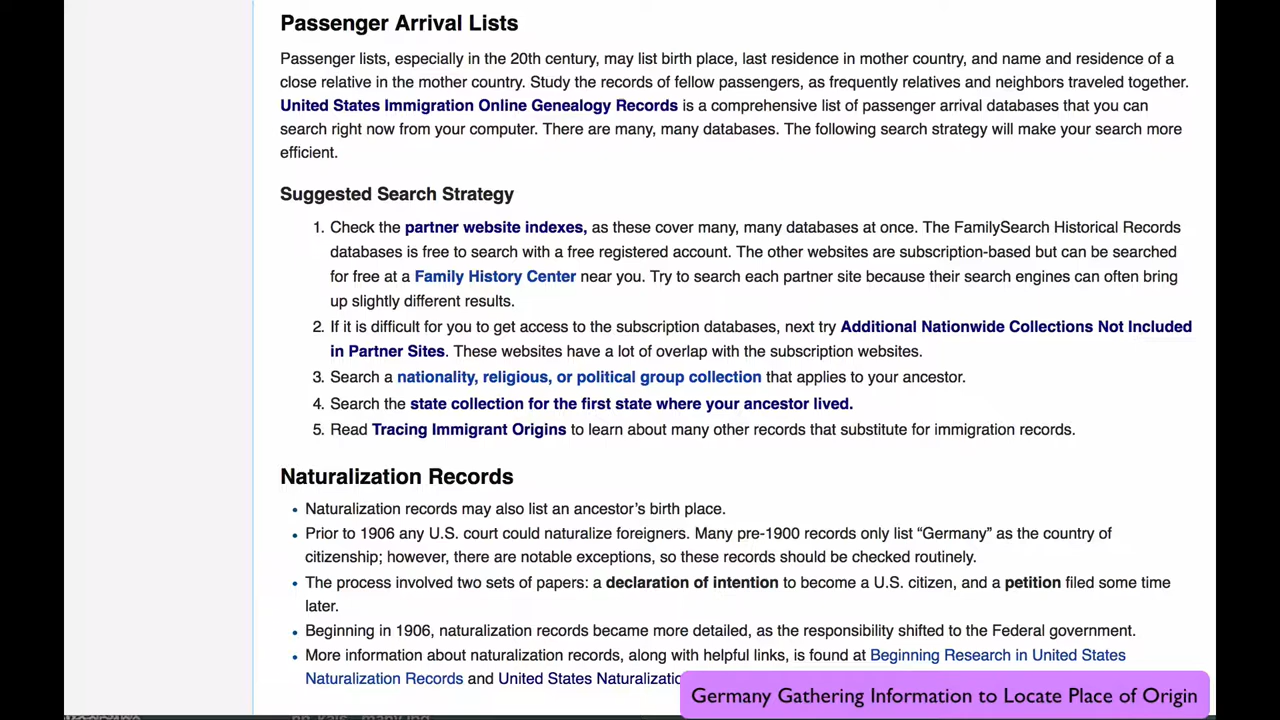 Passenger Arrival Lists
Passenger lists, especially in the 20th century, may list birth place, last residence in mother country, and name and residence of a
close relative in the mother country. Study the records of fellow passengers, as frequently relatives and neighbors traveled together.
United States Immigration Online Genealogy Records is a comprehensive list of passenger arrival databases that you can
search right now from your computer. There are many, many databases. The following search strategy will make your search more
efficient.
Suggested Search Strategy
1. Check the partner website indexes, as these cover many, many databases at once. The FamilySearch Historical Records
databases is free to search with a free registered account. The other websites are subscription-based but can be searched
for free at a Family History Center near you. Try to search each partner site because their search engines can often bring
up slightly different results.
2. If it is difficult for you to get access to the subscription databases, next try Additional Nationwide Collections Not Included
in Partner Sites. These websites have a lot of overlap with the subscription websites.
3. Search a nationality, religious, or political group collection that applies to your ancestor.
4. Search the state collection for the first state where your ancestor lived.
5. Read Tracing Immigrant Origins to learn about many other records that substitute for immigration records.
Naturalization Records
• Naturalization records may also list an ancestor’s birth place.
• Prior to 1906 any U.S. court could naturalize foreigners. Many pre-1900 records only list “Germany” as the country of
citizenship; however, there are notable exceptions, so these records should be checked routinely.
• The process involved two sets of papers: a declaration of intention to become a U.S. citizen, and a petition filed some time
later.
• Beginning in 1906, naturalization records became more detailed, as the responsibility shifted to the Federal government.
• More information about naturalization records, along with helpful links, is found at Beginning Research in United States
Naturalization Records and United States Naturalizatio
Germany Gathering Information to Locate Place of Origin